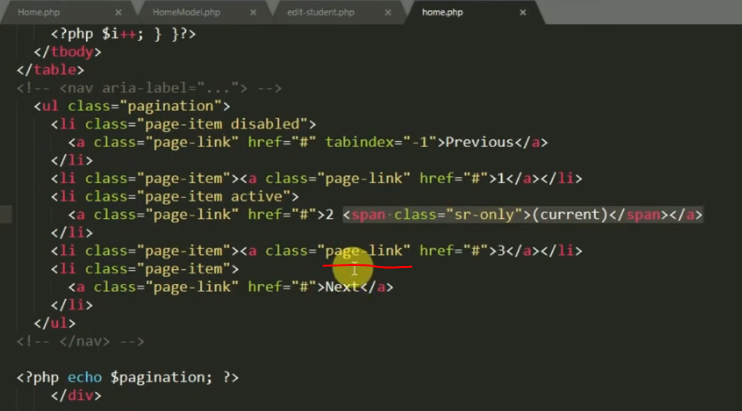 Home.php × HomeModel.php × edit-student.php × home.php ×
<?php $i++; } }?>
</tbody>
</table>
<!-- <nav aria-label="..."> -->
<ul class="pagination">
<li class="page-item disabled">
<a class="page-link" href="#" tabindex="-1">Previous</a>
</li>
<li class="page-item"><a class="page-link" href="#">1</a></li>
<li class="page-item active">
<a class="page-link" href="#">2 <span class="sr-only">(current)</span></a>
</li>
<li class="page-item"><a class="page-link" href="#">3</a></li>
<li class="page-item">
<a class="page-link" href="#">Next</a>
</li>
</ul>
<!-- </nav> -->
<?php echo $pagination; ?>
</div>